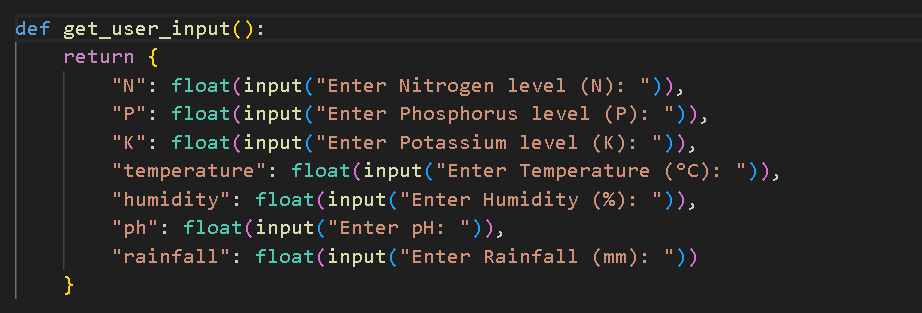 def get_user_input():
    return {
        "N": float(input("Enter Nitrogen level (N): ")),
        "P": float(input("Enter Phosphorus level (P): ")),
        "K": float(input("Enter Potassium level (K): ")),
        "temperature": float(input("Enter Temperature (°C): ")),
        "humidity": float(input("Enter Humidity (%): ")),
        "ph": float(input("Enter pH: ")),
        "rainfall": float(input("Enter Rainfall (mm): "))
    }